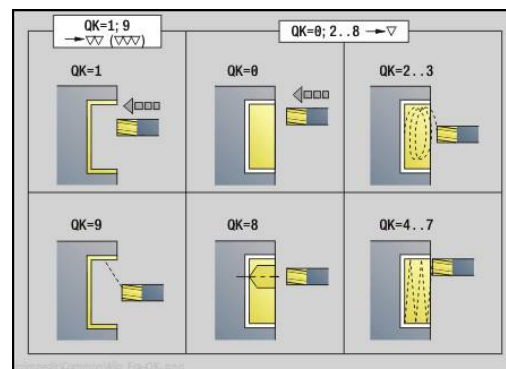 QK=1; 9
→▽▽ (▽▽▽)
QK=0; 2..8 →▽
QK=1
QK=0
QK=2..3
QK=9
QK=8
QK=4..7